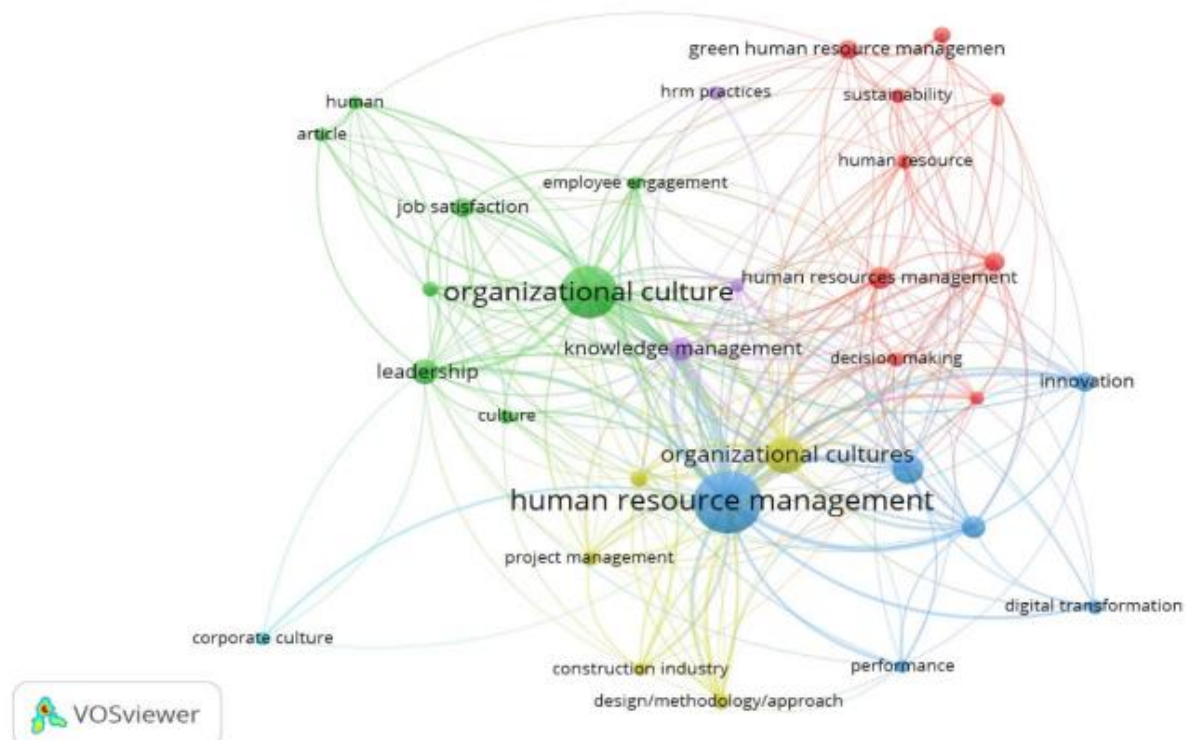 green human resource managemen
hrm practices
sustainability
human
article
human resource
employee engagement
job satisfaction
human resources management
organizational culture
knowledge management
decision making
leadership
innovation
culture
organizational cultures
human resource management
project management
digital transformation
corporate culture
construction industry
performance
design/methodology/approach
VOSviewer